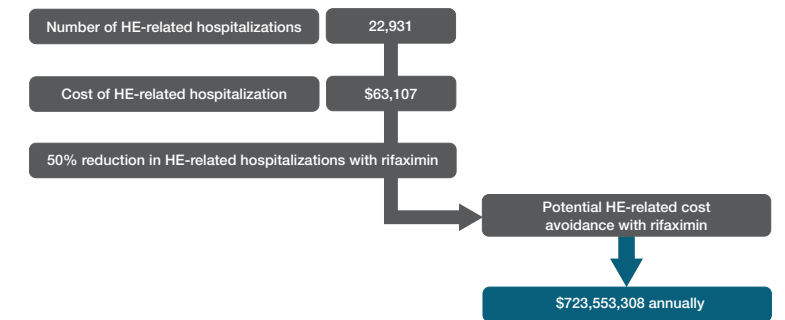 Number of HE-related hospitalizations
22,931
Cost of HE-related hospitalization
$63,107
50% reduction in HE-related hospitalizations with rifaximin
Potential HE-related cost
avoidance with rifaximin
$723,553,308 annually